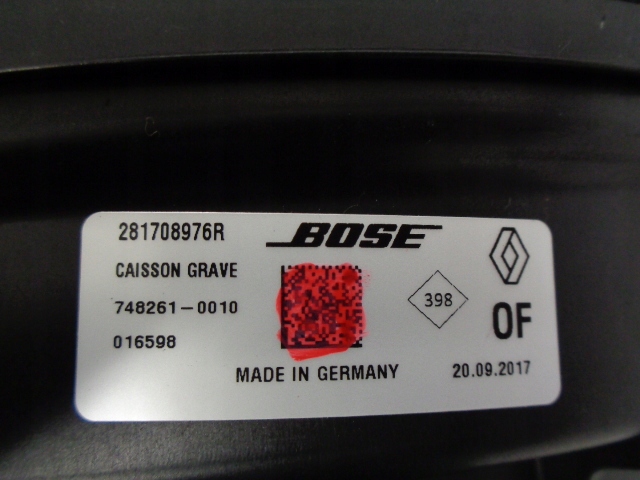 281708976R
BOSE
CAISSON GRAVE
748261-0010
398
016598
OF
MADE IN GERMANY
20.09.2017